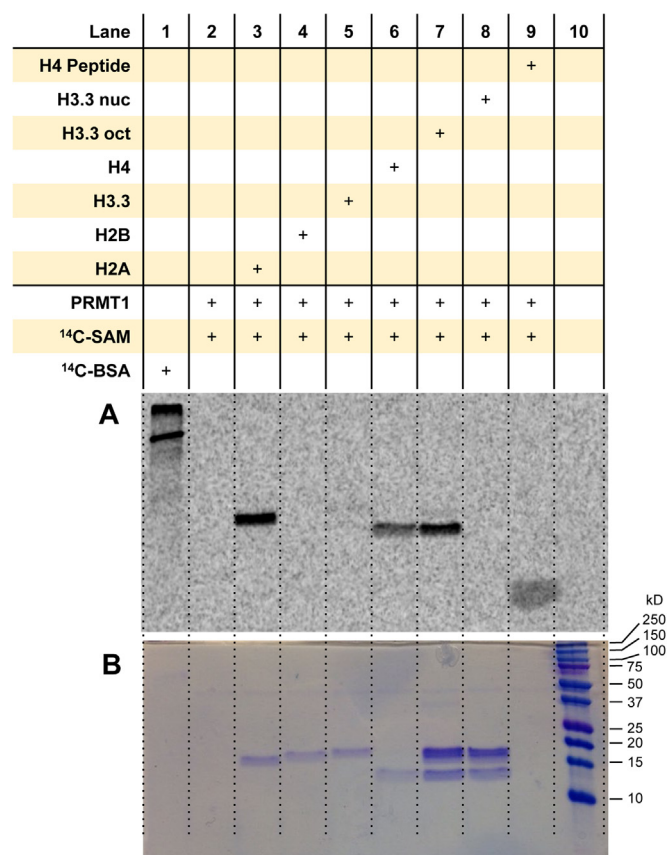 Lane 1 2 3 4 5 6 7 8 9 10
H4 Peptide +
H3.3 nuc +
H3.3 oct +
H4 +
H3.3 +
H2B +
H2A +
PRMT1 + + + + + + + +
¹⁴C-SAM + + + + + + + +
¹⁴C-BSA +
A
kD
250
150
100
B
75
50
37
25
20
15
10